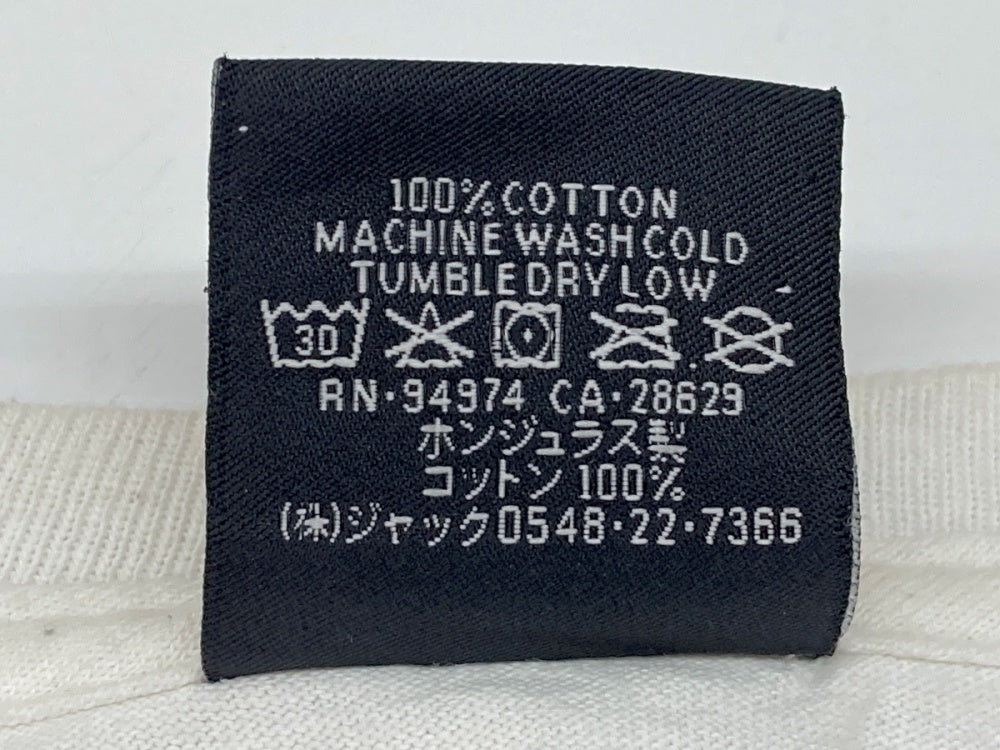 100% COTTON
MACHINE WASH COLD
TUMBLE DRY LOW
30
RN·94974 CA·28629
ホンジュラス製
コットン 100%
(株)ジャック0548·22·7366